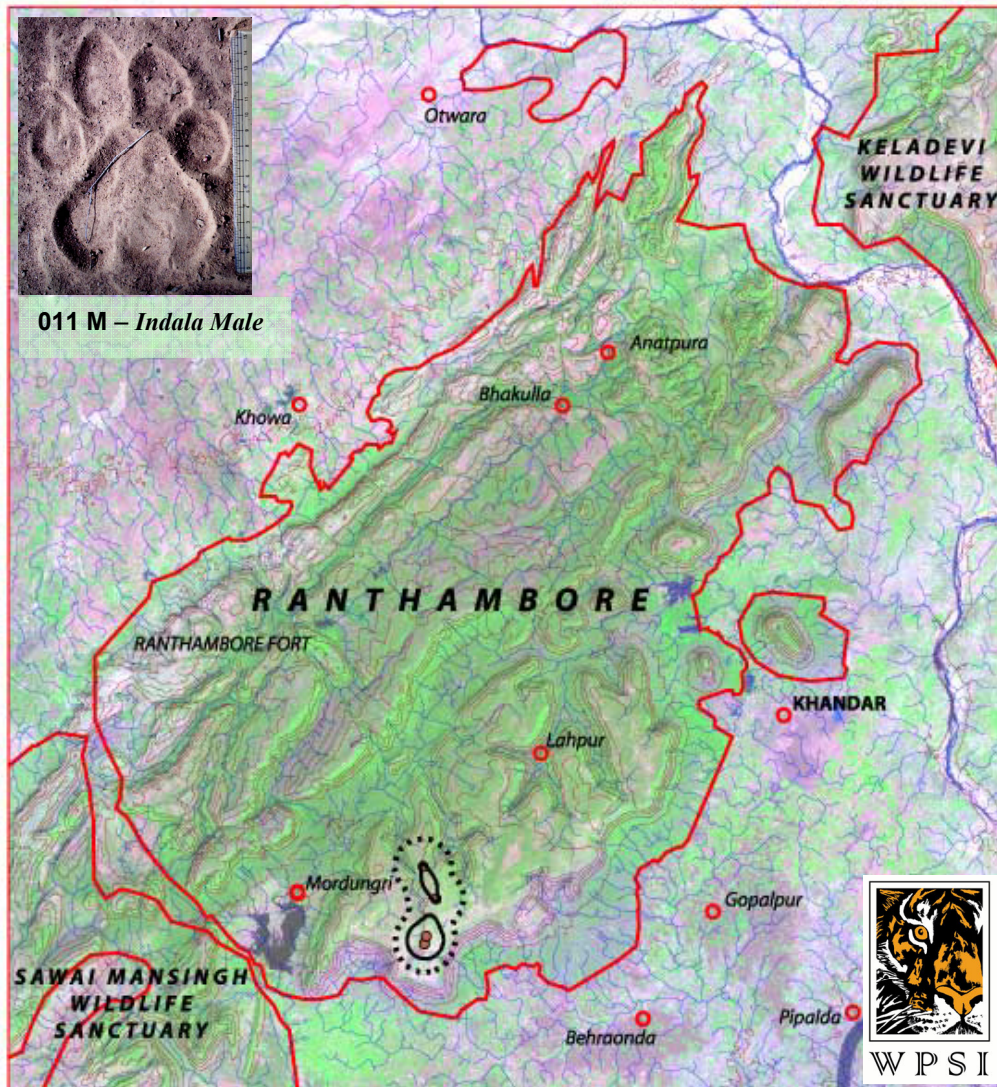 011 M – Indala Male
Otwara
KELADEVI
WILDLIFE
SANCTUARY
Anatpura
Bhakulla
Khowa
RANTHAMBORE
RANTHAMBORE FORT
KHANDAR
Lahpur
Mordungri
Gopalpur
SAWAI MANSINGH
WILDLIFE
SANCTUARY
Behraonda
Pipalda
WPSI